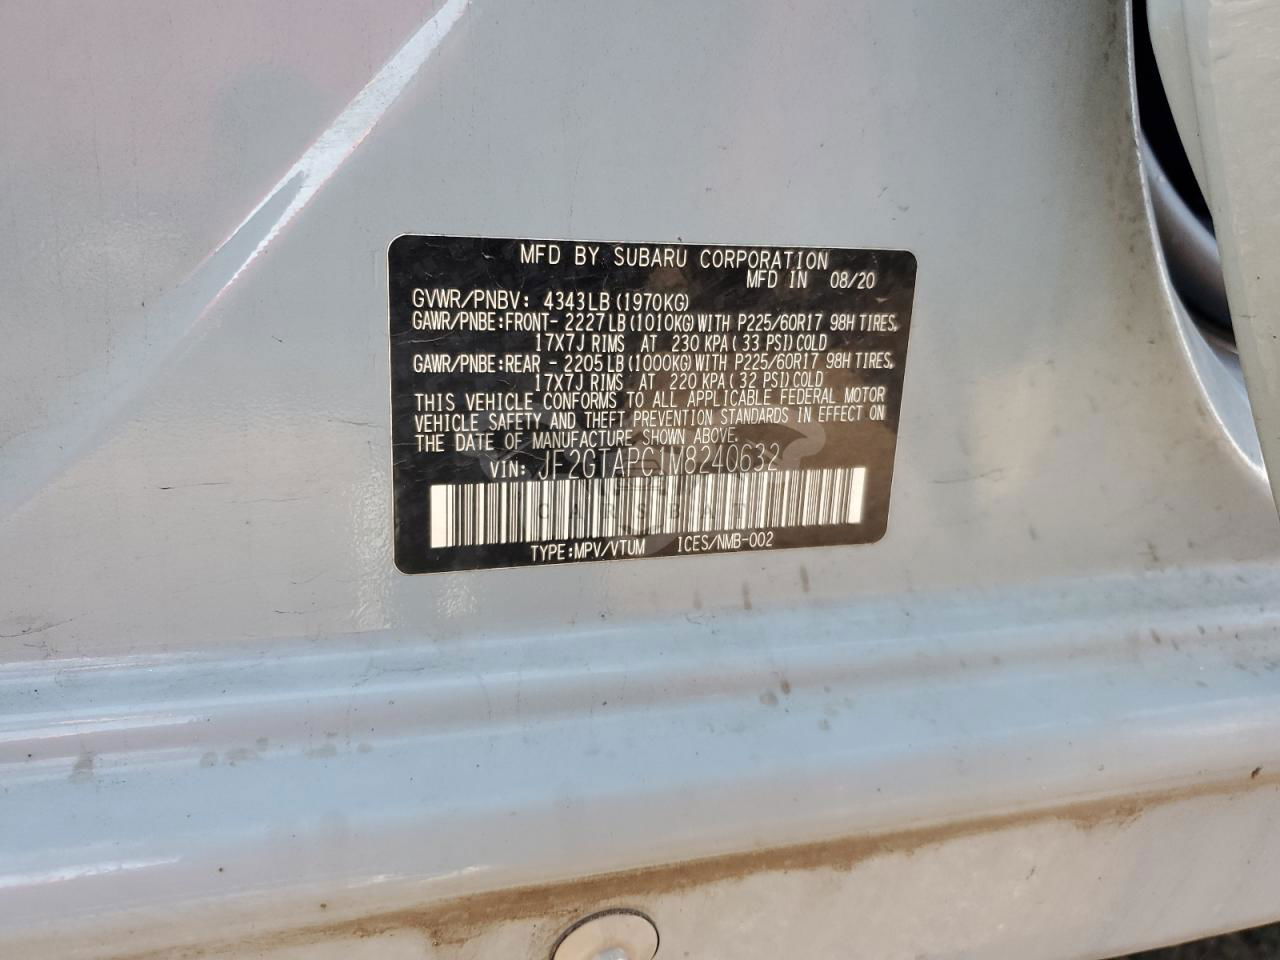 MFD BY SUBARU CORPORATION
MFD IN 08/20
GVWR/PNBV: 4343LB (1970KG)
GAWR/PNBE:FRONT- 2227LB(1010KG)WITH P225/60R17 98H TIRES,
17X7J RIMS AT 230 KPA( 33 PSI)COLD
GAWR/PNBE:REAR - 2205LB(1000KG)WITH P225/60R17 98H TIRES,
17X7J RIMS AT 220 KPA( 32 PSI)COLD
THIS VEHICLE CONFORMS TO ALL APPLICABLE FEDERAL MOTOR
VEHICLE SAFETY AND THEFT PREVENTION STANDARDS IN EFFECT ON
THE DATE OF MANUFACTURE SHOWN ABOVE.
VIN: JF2GTAPC1M8240632
TYPE:MPV/VTUM ICES/NMB-002